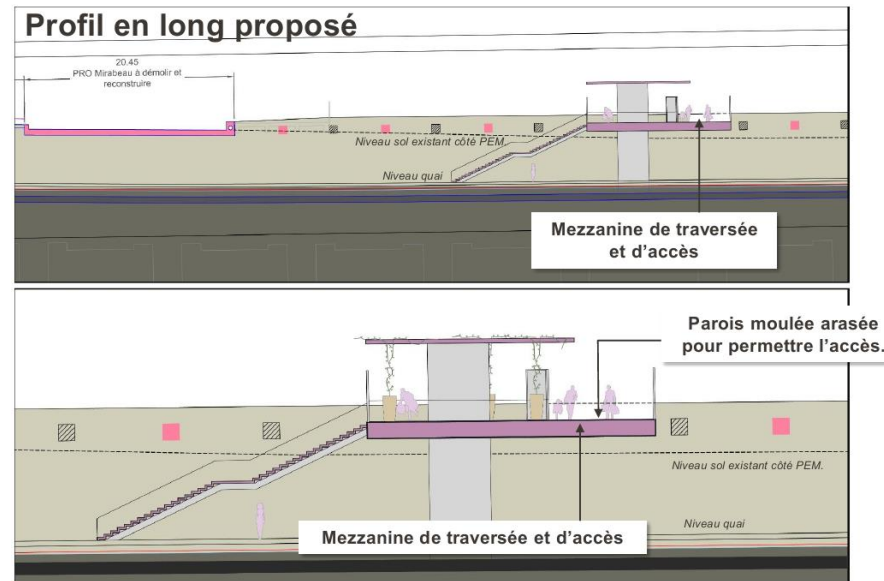 Profil en long proposé
20.45
PRO Mirabeau à démolir et
reconstruire
Niveau sol existant côté PEM.
Niveau quai
Mezzanine de traversée
et d’accès
Parois moulée arasée
pour permettre l’accès.
Niveau sol existant côté PEM.
Niveau quai
Mezzanine de traversée et d’accès